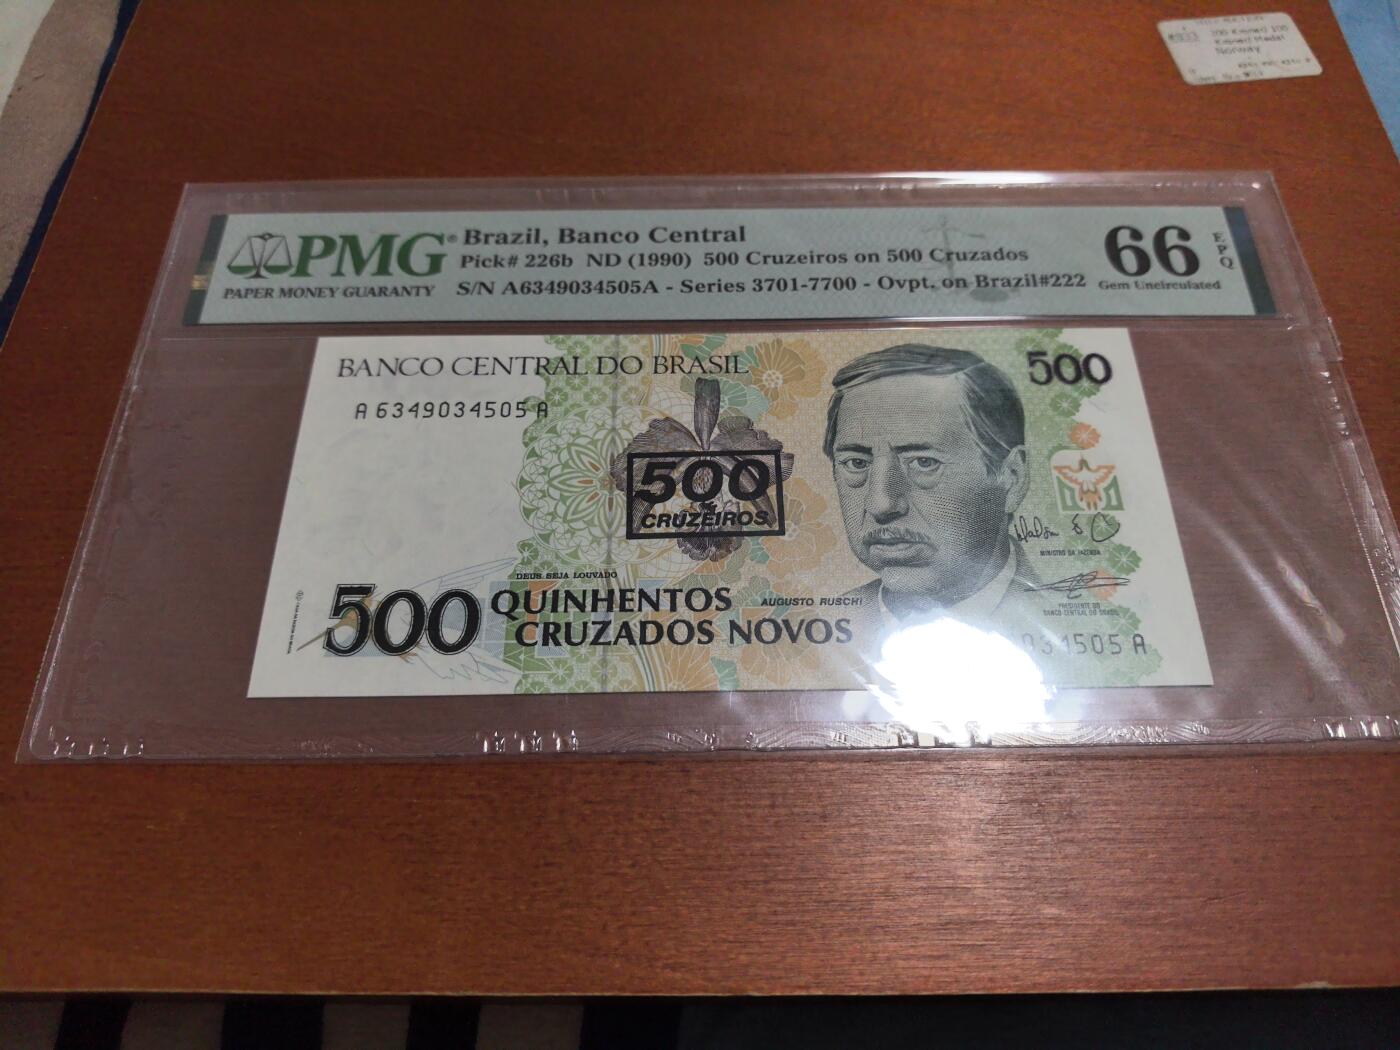 Norway
PMG®
PAPER MONEY GUARANTY
Brazil, Banco Central
Pick# 226b ND (1990) 500 Cruzeiros on 500 Cruzados
S/N A6349034505A - Series 3701-7700 - Ovpt. on Brazil#222
66
EPQ
Gem Uncirculated
BANCO CENTRAL DO BRASIL
500
A 6349034505 A
500
CRUZEIROS
MINISTRO DA FAZENDA
DEUS SEJA LOUVADO
500 QUINHENTOS
CRUZADOS NOVOS
AUGUSTO RUSCHI
PRESIDENTE DO
BANCO CENTRAL DO BRASIL
034505 A